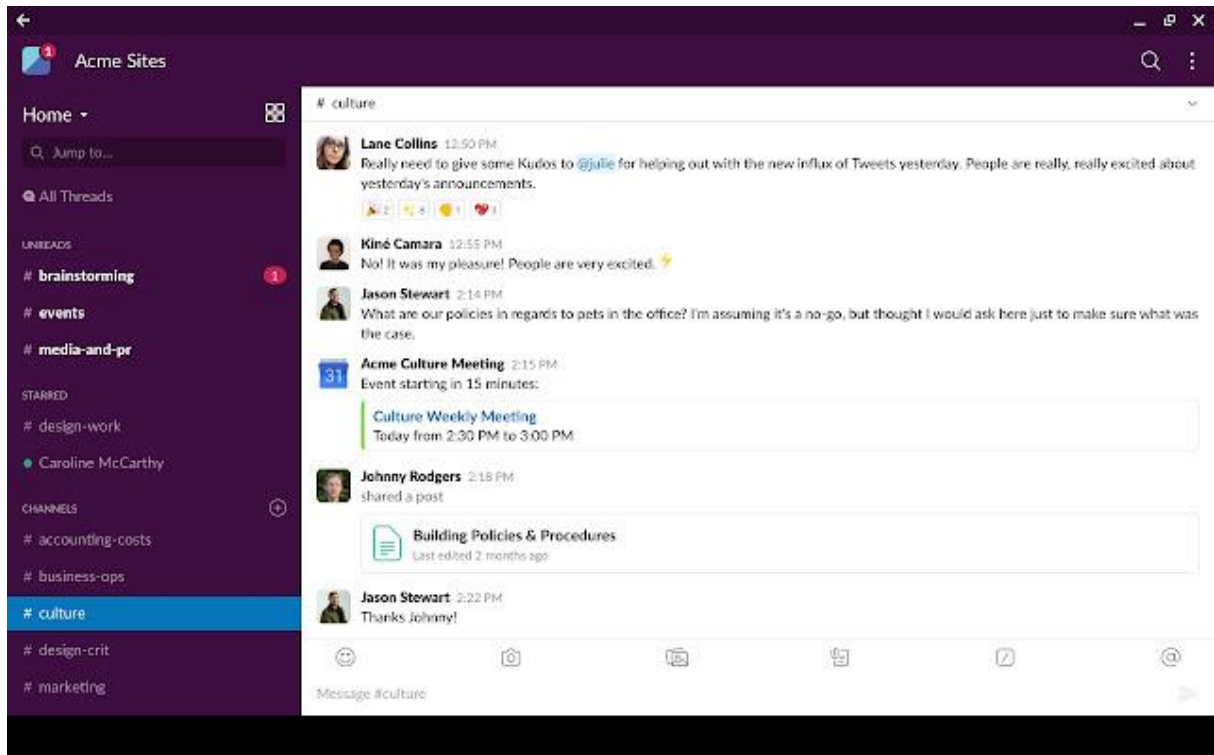 1
Acme Sites
Home
Jump to...
All Threads
UNREADS
# brainstorming 1
# events
# media-and-pr
STARRED
# design-work
Caroline McCarthy
CHANNELS
# accounting-costs
# business-ops
# culture
# design-crit
# marketing
# culture
Lane Collins 12:50 PM
Really need to give some Kudos to @julie for helping out with the new influx of Tweets yesterday. People are really, really excited about
yesterday's announcements.
2 8 1 3
Kiné Camara 12:55 PM
No! It was my pleasure! People are very excited.
Jason Stewart 2:14 PM
What are our policies in regards to pets in the office? I'm assuming it's a no-go, but thought I would ask here just to make sure what was
the case.
31
Acme Culture Meeting 2:15 PM
Event starting in 15 minutes:
Culture Weekly Meeting
Today from 2:30 PM to 3:00 PM
Johnny Rodgers 2:18 PM
shared a post
Building Policies & Procedures
Last edited 2 months ago
Jason Stewart 2:22 PM
Thanks Johnny!
Message #culture